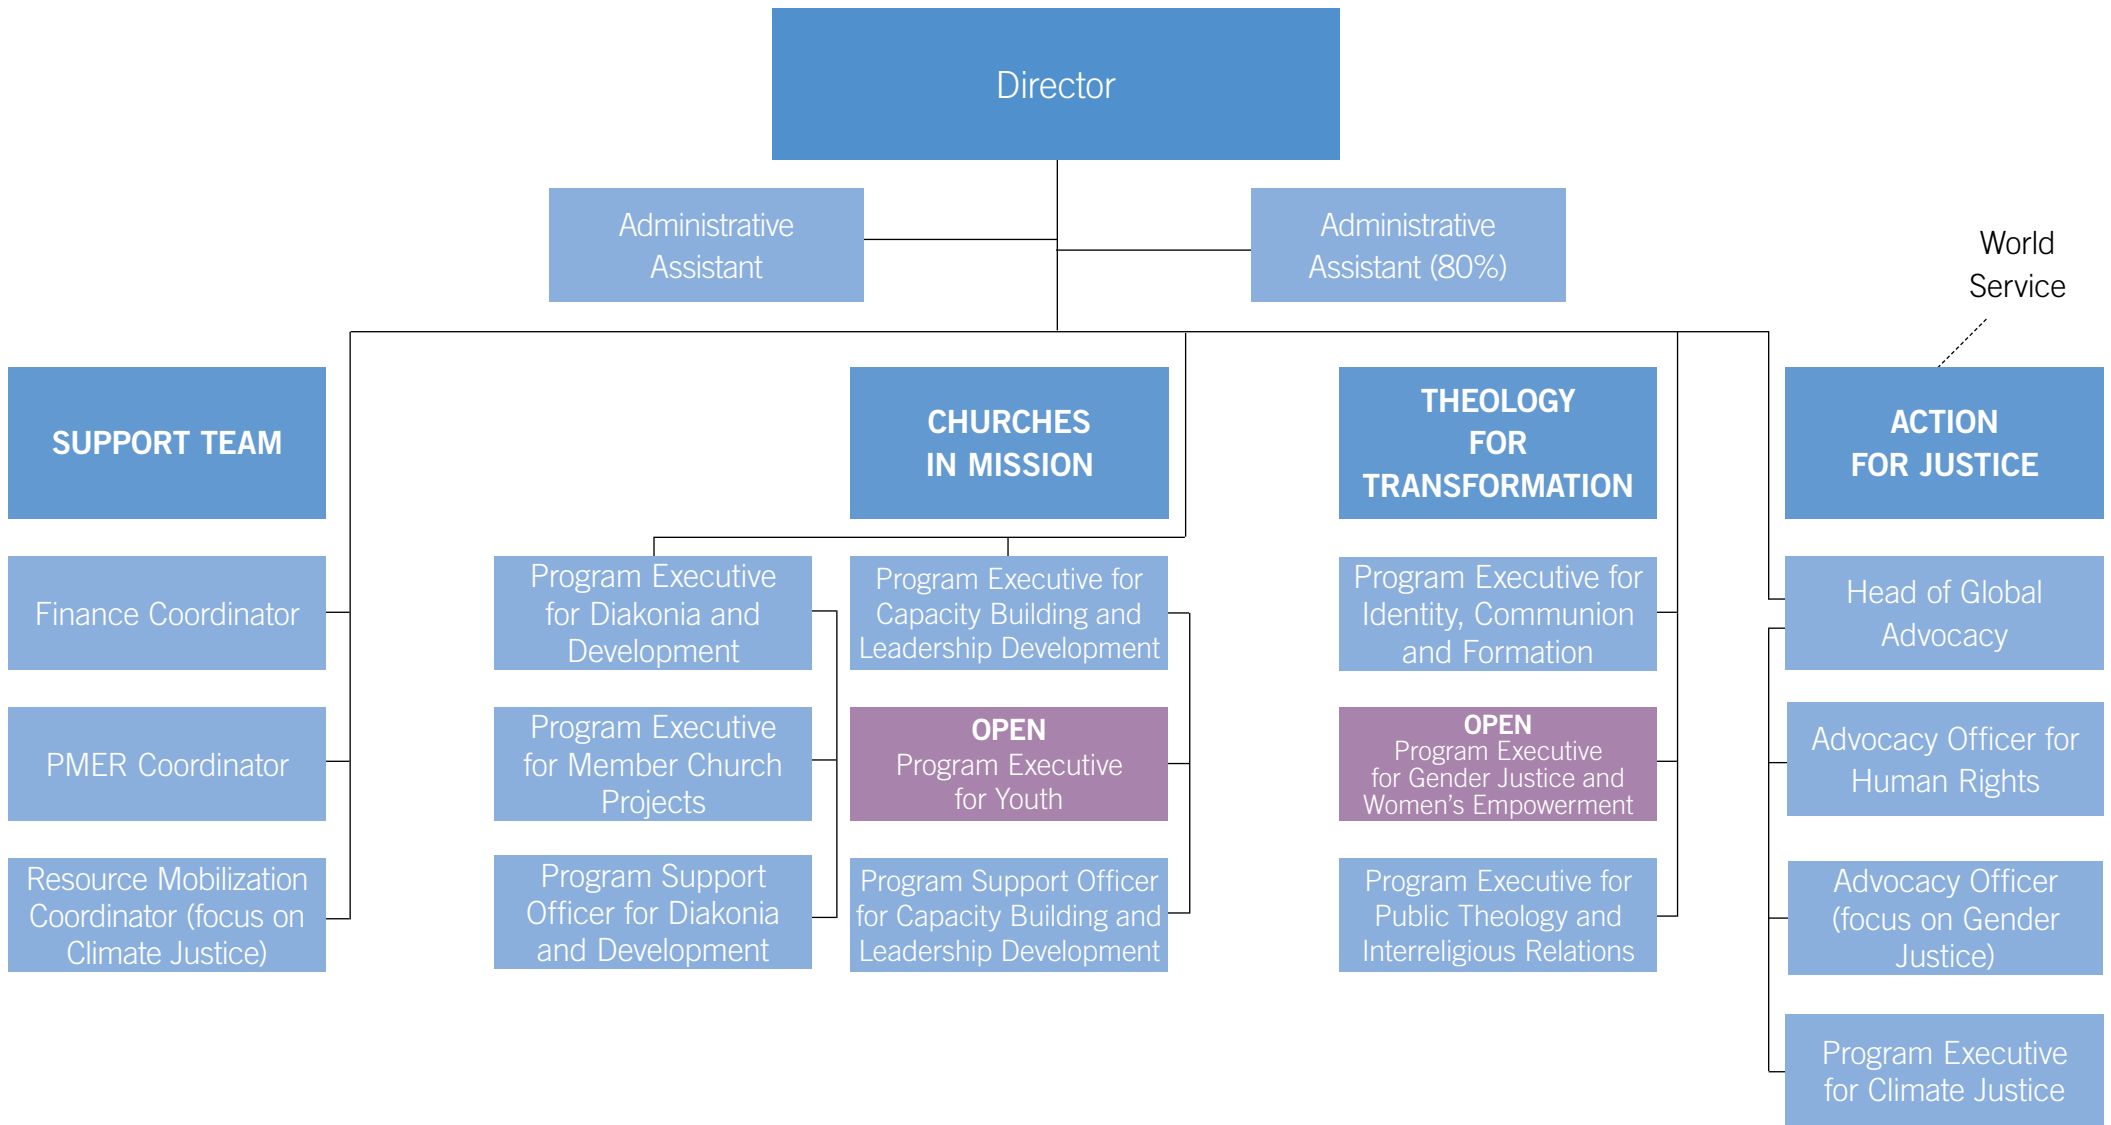 Director
Administrative
Assistant
Administrative
Assistant (80%)
World
Service
SUPPORT TEAM
Finance Coordinator
PMER Coordinator
Resource Mobilization
Coordinator (focus on
Climate Justice)
CHURCHES
IN MISSION
Program Executive
for Diakonia and
Development
Program Executive
for Member Church
Projects
Program Support
Officer for Diakonia
and Development
Program Executive for
Capacity Building and
Leadership Development
OPEN
Program Executive
for Youth
Program Support Officer
for Capacity Building and
Leadership Development
THEOLOGY
FOR
TRANSFORMATION
Program Executive for
Identity, Communion
and Formation
OPEN
Program Executive
for Gender Justice and
Women’s Empowerment
Program Executive for
Public Theology and
Interreligious Relations
ACTION
FOR JUSTICE
Head of Global
Advocacy
Advocacy Officer for
Human Rights
Advocacy Officer
(focus on Gender
Justice)
Program Executive
for Climate Justice